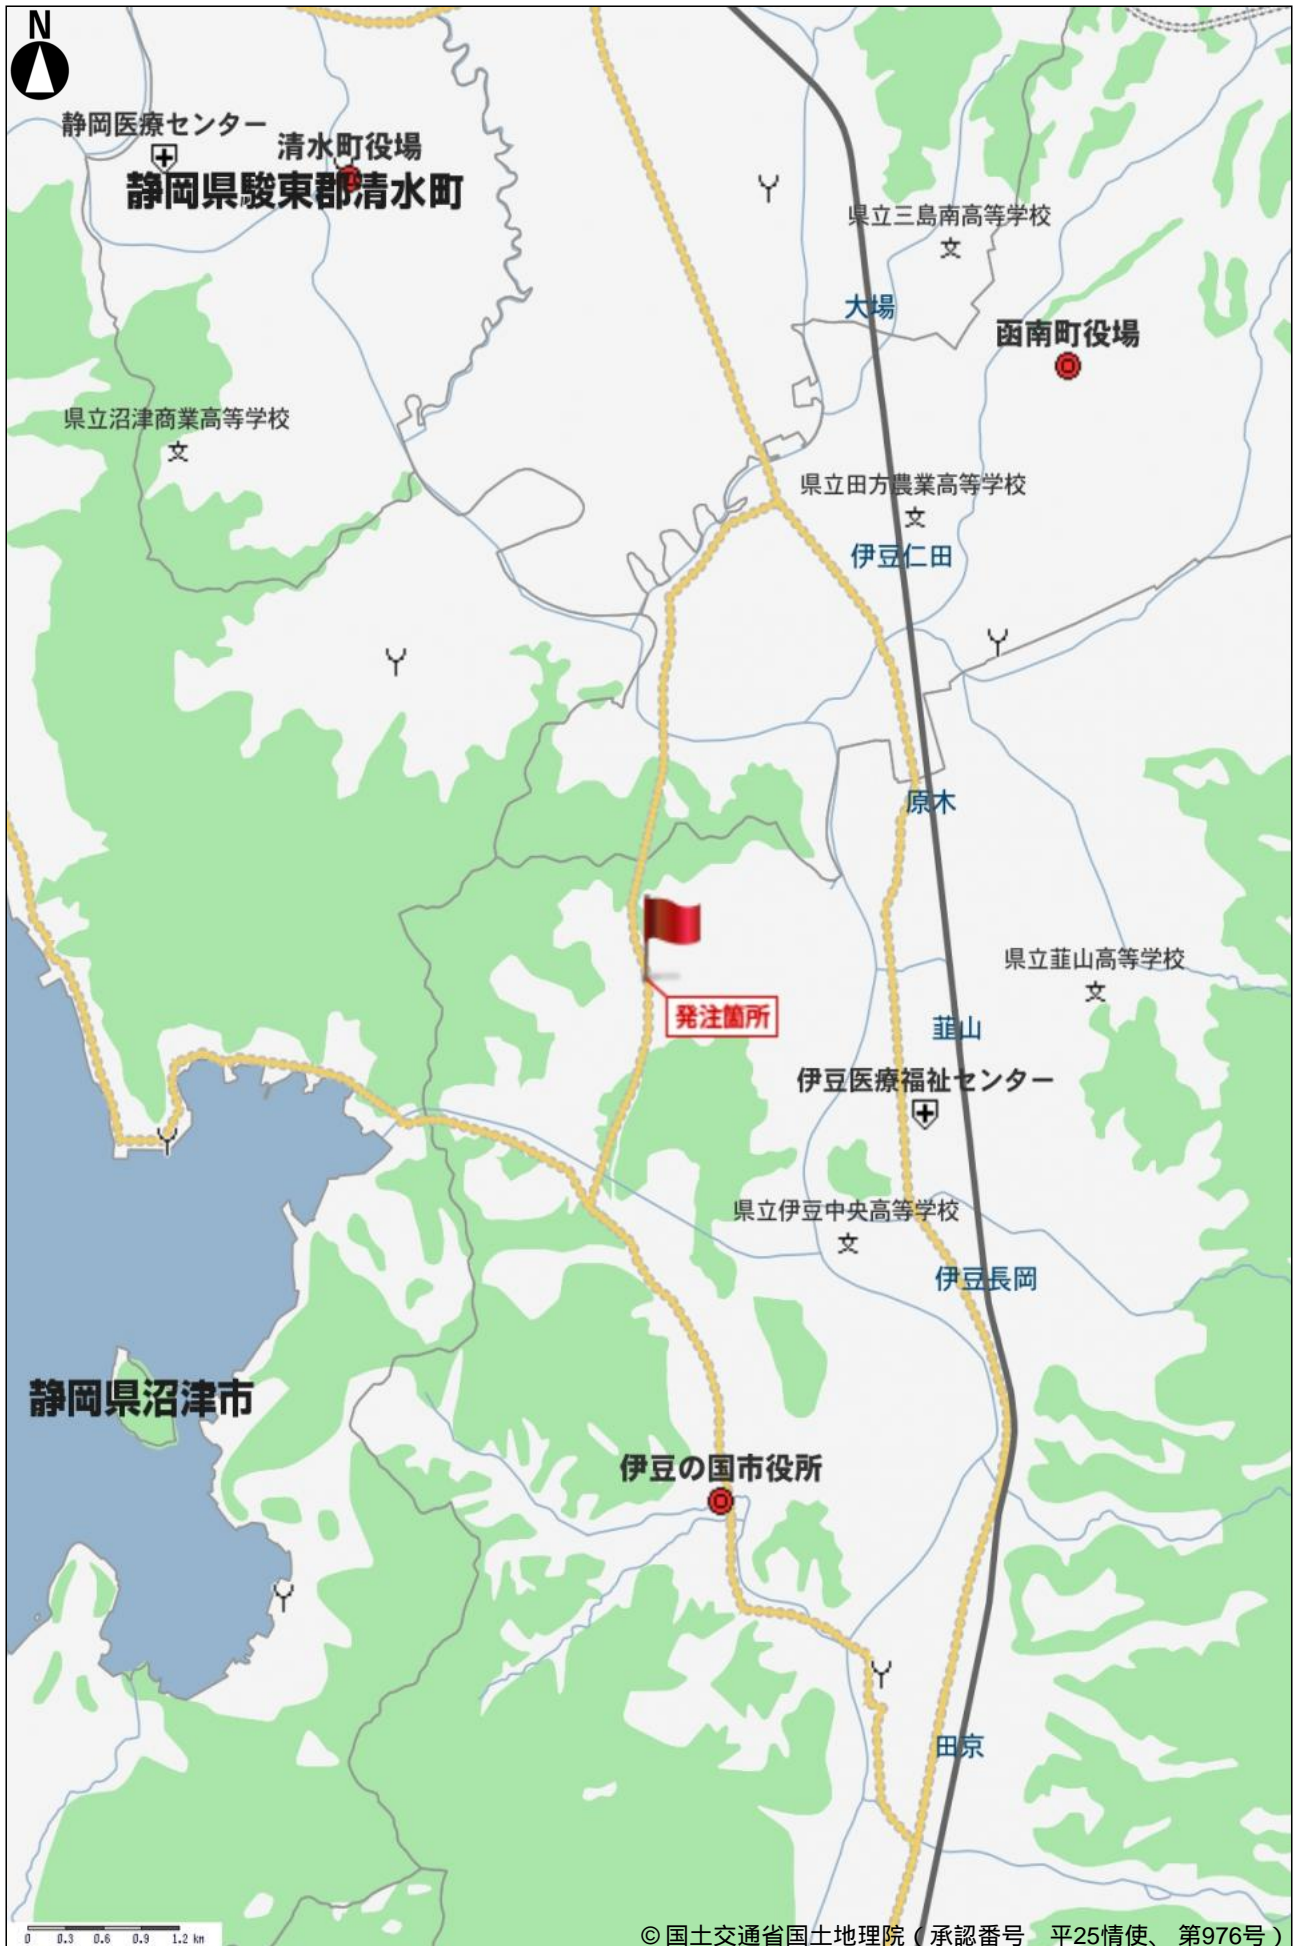 N
静岡医療センター
清水町役場
静岡県駿東郡清水町
県立三島南高等学校
文
大場
函南町役場
県立沼津商業高等学校
文
県立田方農業高等学校
文
伊豆仁田
原木
発注箇所
県立韮山高等学校
文
韮山
伊豆医療福祉センター
県立伊豆中央高等学校
文
伊豆長岡
静岡県沼津市
伊豆の国市役所
田京
0 0.3 0.6 0.9 1.2 km
©国土交通省国土地理院(承認番号 平25情使、 第976号)